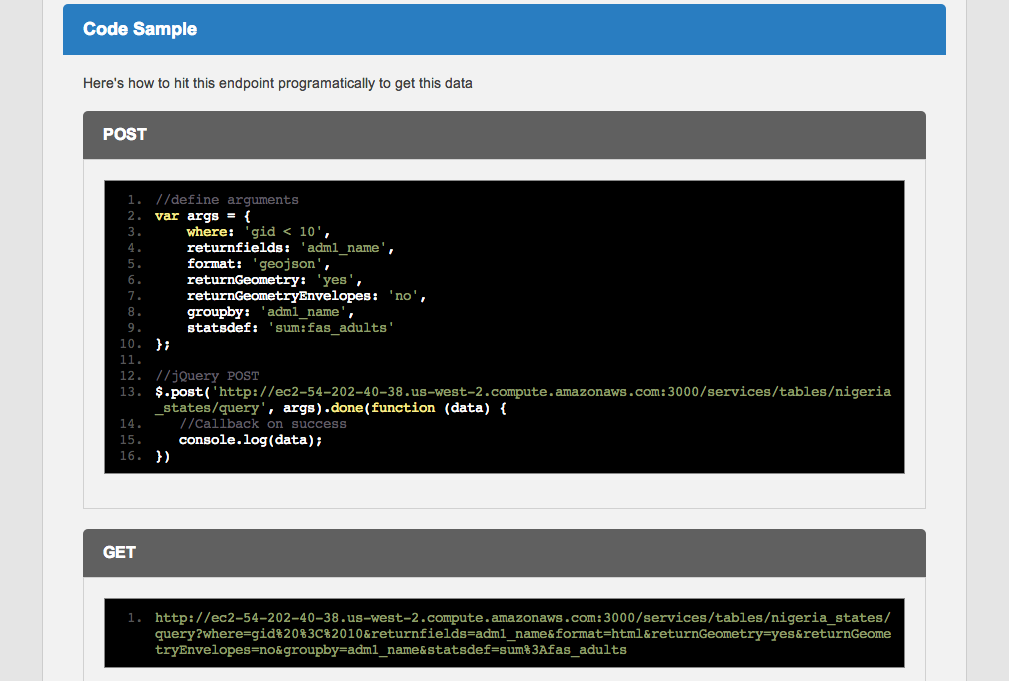 Code Sample
Here's how to hit this endpoint programatically to get this data
POST
1. //define arguments
2. var args = {
3. where: 'gid < 10',
4. returnfields: 'adm1_name',
5. format: 'geojson',
6. returnGeometry: 'yes',
7. returnGeometryEnvelopes: 'no',
8. groupby: 'adm1_name',
9. statsdef: 'sum:fas_adults'
10. };
11.
12. //jQuery POST
13. $.post('http://ec2-54-202-40-38.us-west-2.compute.amazonaws.com:3000/services/tables/nigeria
_states/query', args).done(function (data) {
14. //Callback on success
15. console.log(data);
16. })
GET
1. http://ec2-54-202-40-38.us-west-2.compute.amazonaws.com:3000/services/tables/nigeria_states/
query?where=gid%20%3C%2010&returnfields=adm1_name&format=html&returnGeometry=yes&returnGeome
tryEnvelopes=no&groupby=adm1_name&statsdef=sum%3Afas_adults